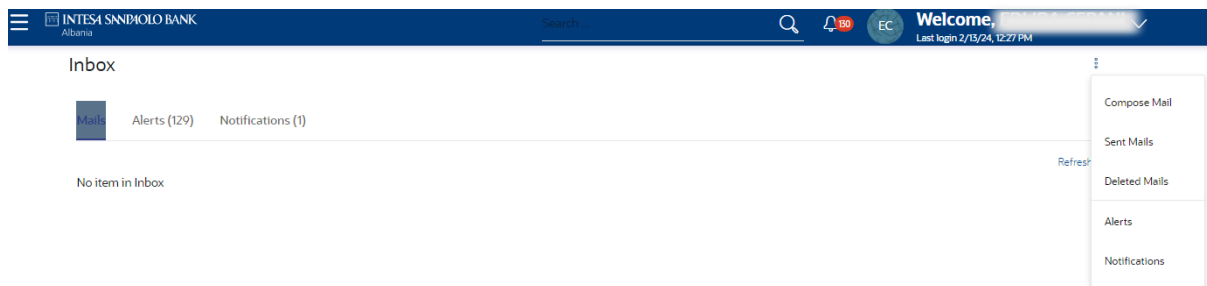 INTESA SANPAOLO BANK
Albania
Search ...
130
EC
Welcome,
Last login 2/13/24, 12:27 PM
Inbox
Mails
Alerts (129)
Notifications (1)
Refresh
No item in Inbox
Compose Mail
Sent Mails
Deleted Mails
Alerts
Notifications